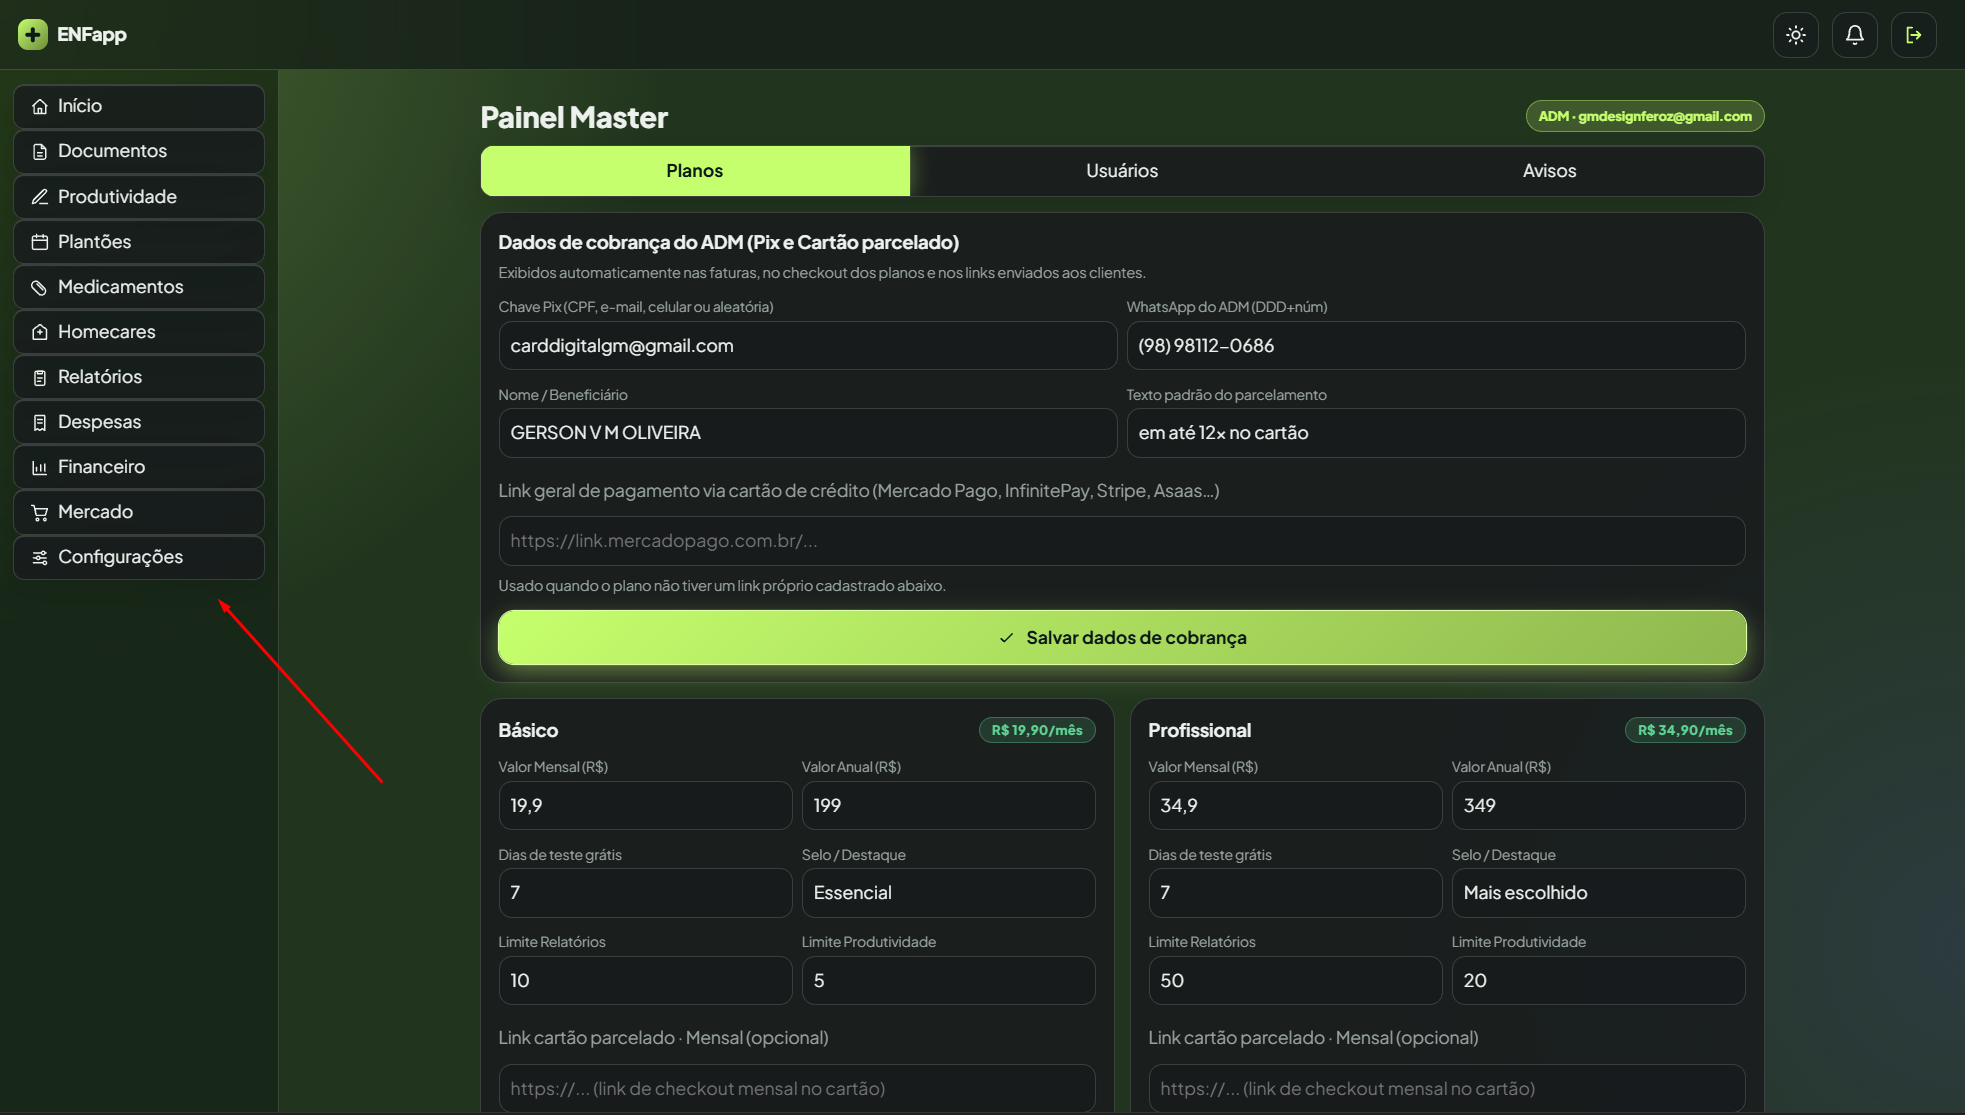 ENFapp
Início
Documentos
Produtividade
Plantões
Medicamentos
Homecares
Relatórios
Despesas
Financeiro
Mercado
Configurações
Painel Master
ADM · gmdesignferoz@gmail.com
Planos
Usuários
Avisos
Dados de cobrança do ADM (Pix e Cartão parcelado)
Exibidos automaticamente nas faturas, no checkout dos planos e nos links enviados aos clientes.
Chave Pix (CPF, e-mail, celular ou aleatória)
WhatsApp do ADM (DDD+núm)
carddigitalgm@gmail.com
(98) 98112-0686
Nome / Beneficiário
Texto padrão do parcelamento
GERSON V M OLIVEIRA
em até 12x no cartão
Link geral de pagamento via cartão de crédito (Mercado Pago, InfinitePay, Stripe, Asaas...)
https://link.mercadopago.com.br/...
Usado quando o plano não tiver um link próprio cadastrado abaixo.
Salvar dados de cobrança
Básico
R$ 19,90/mês
Valor Mensal (R$)
Valor Anual (R$)
19,9
199
Dias de teste grátis
Selo / Destaque
7
Essencial
Limite Relatórios
Limite Produtividade
10
5
Link cartão parcelado · Mensal (opcional)
https://... (link de checkout mensal no cartão)
Profissional
R$ 34,90/mês
Valor Mensal (R$)
Valor Anual (R$)
34,9
349
Dias de teste grátis
Selo / Destaque
7
Mais escolhido
Limite Relatórios
Limite Produtividade
50
20
Link cartão parcelado · Mensal (opcional)
https://... (link de checkout mensal no cartão)